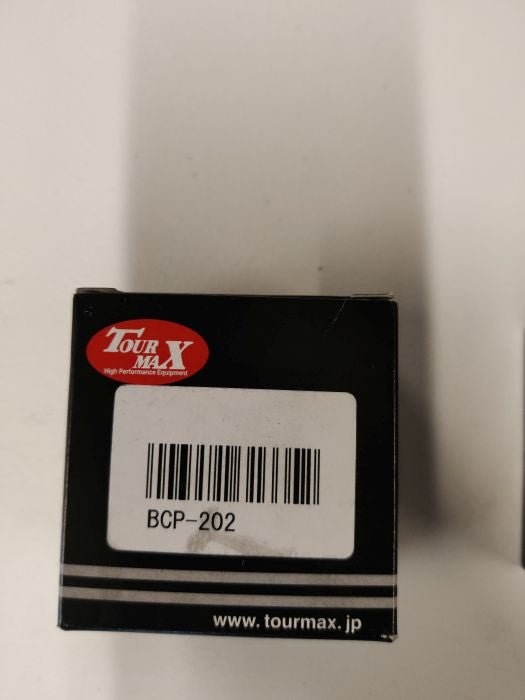 TOUR
MAX
High Performance Equipment
BCP-202
www.tourmax.jp